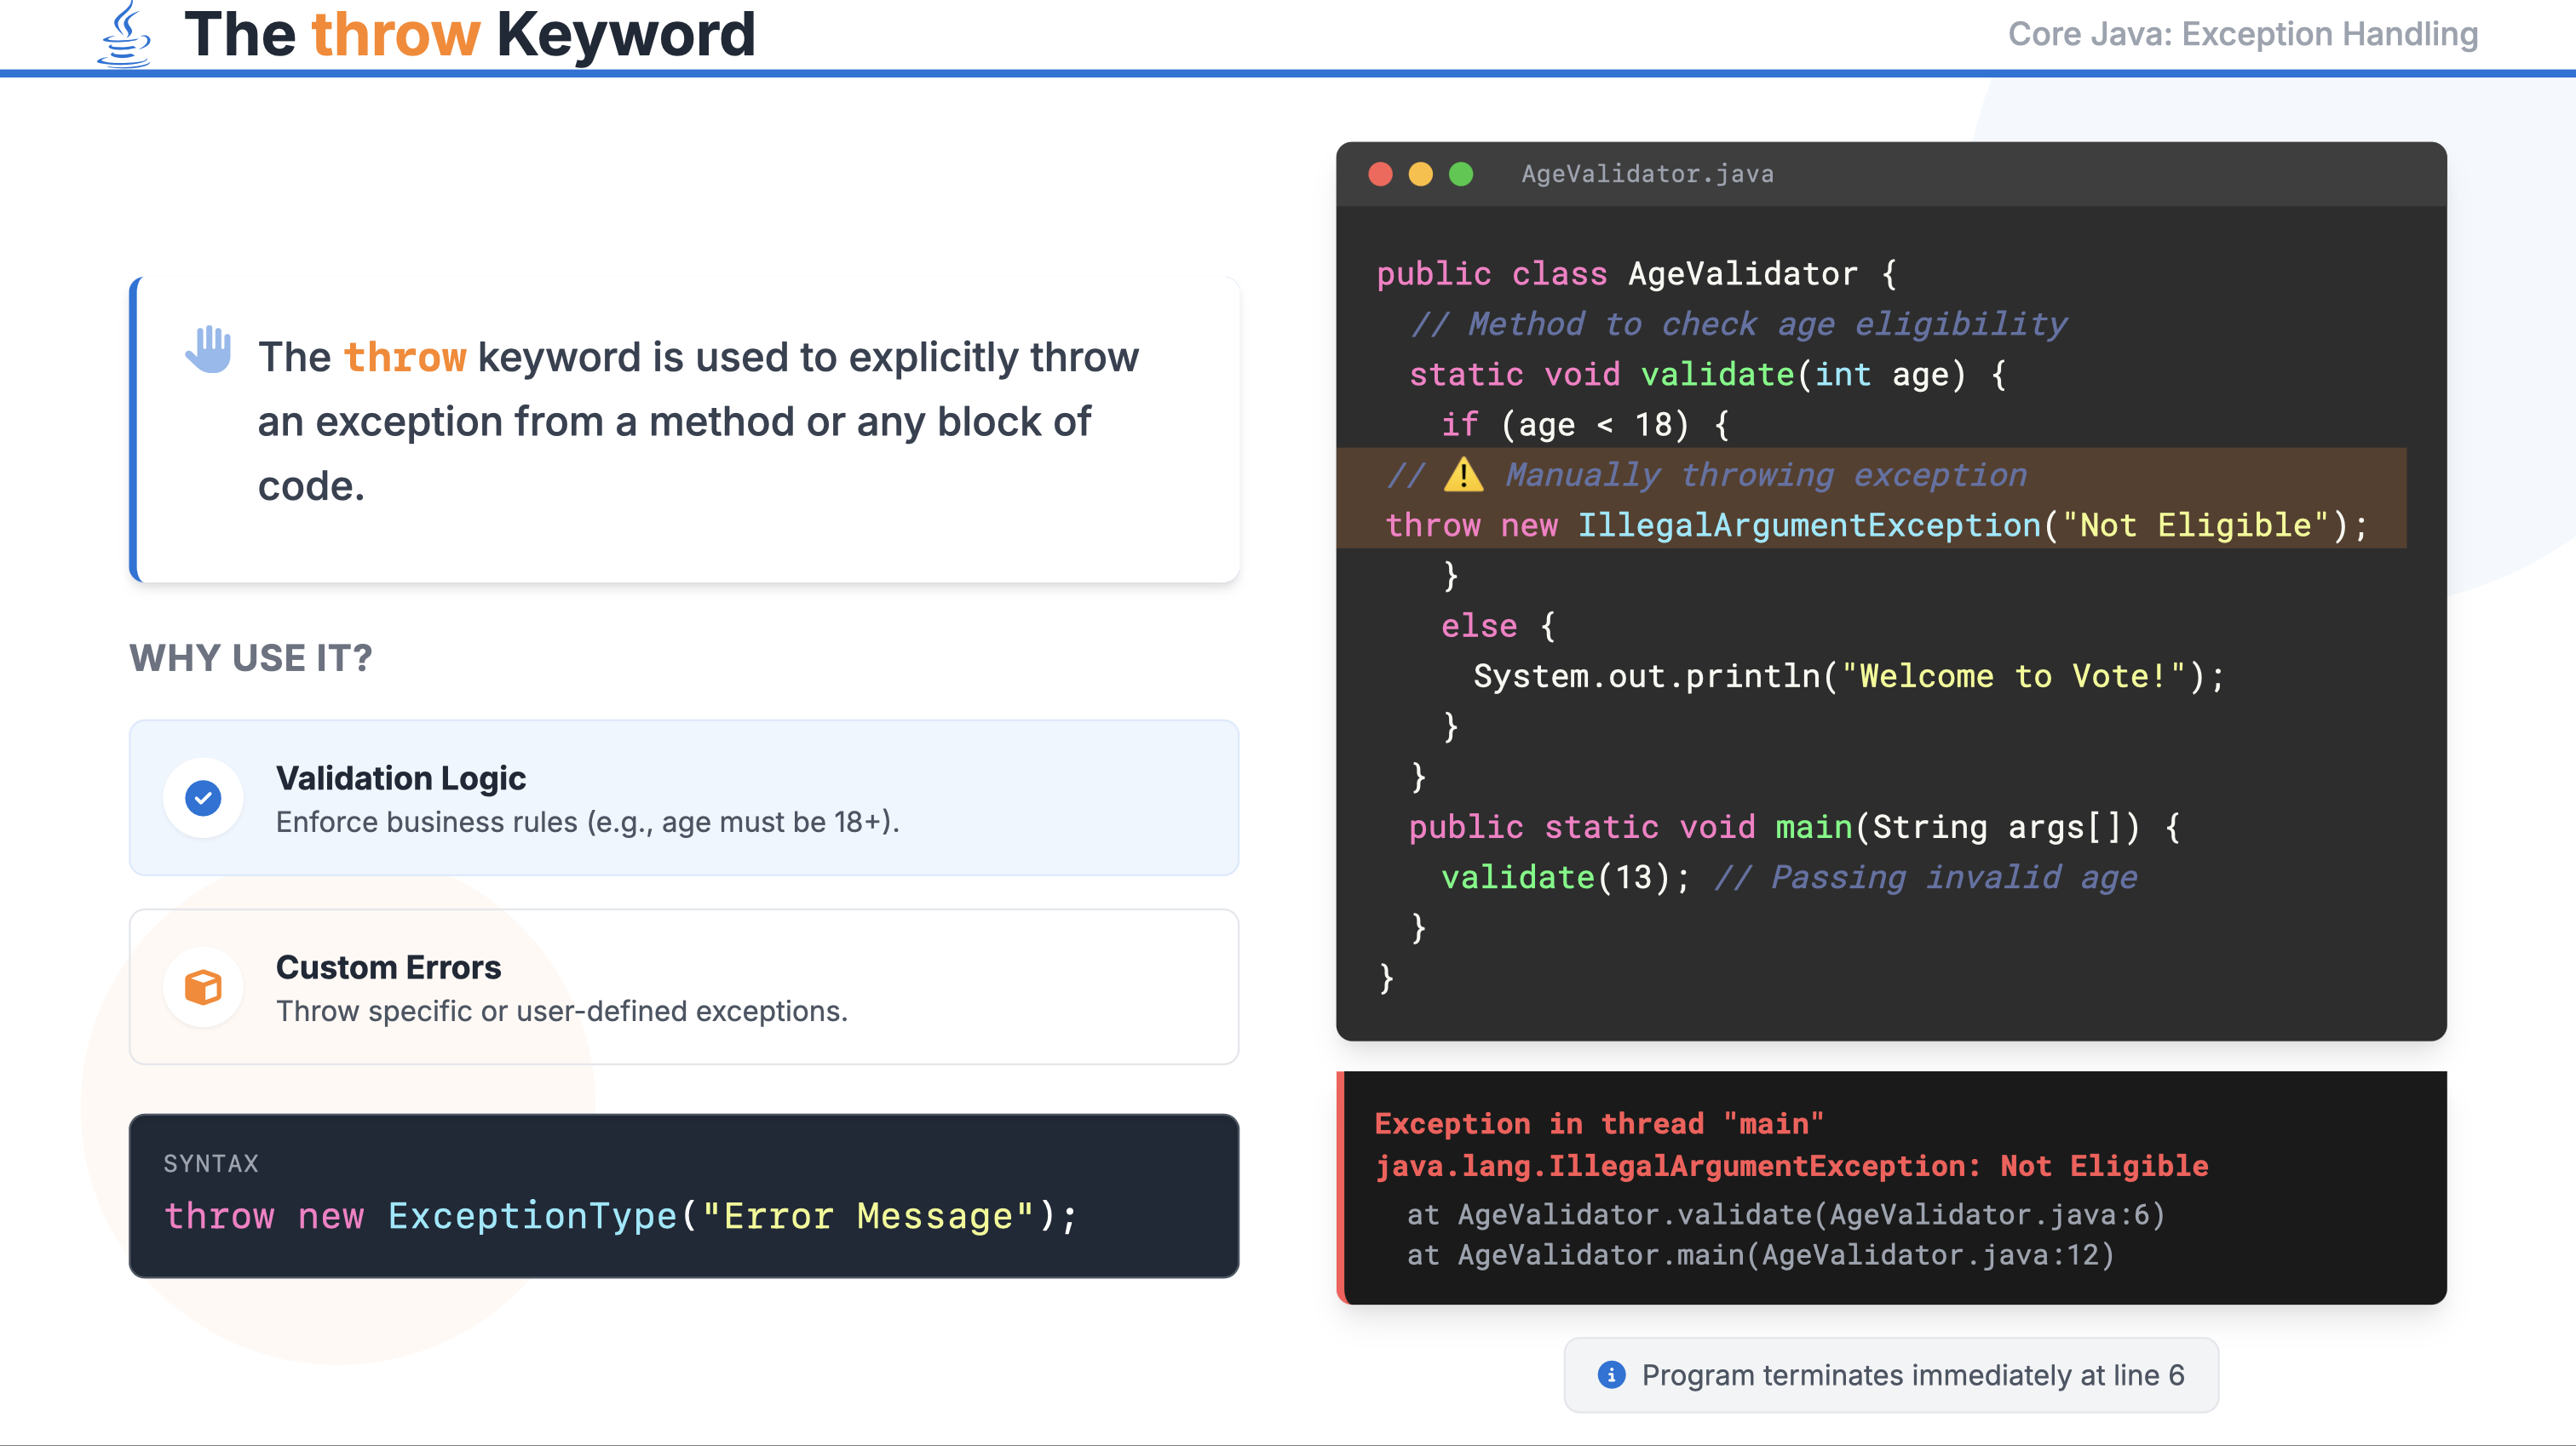 The throw Keyword
Core Java: Exception Handling
The throw keyword is used to explicitly throw
an exception from a method or any block of
code.
WHY USE IT?
Validation Logic
Enforce business rules (e.g., age must be 18+).
Custom Errors
Throw specific or user-defined exceptions.
SYNTAX
throw new ExceptionType("Error Message");
AgeValidator.java
public class AgeValidator {
// Method to check age eligibility
static void validate(int age) {
if (age < 18) {
// ⚠️ Manually throwing exception
throw new IllegalArgumentException("Not Eligible");
}
else {
System.out.println("Welcome to Vote!");
}
}
public static void main(String args[]) {
validate(13); // Passing invalid age
}
}
Exception in thread "main"
java.lang.IllegalArgumentException: Not Eligible
at AgeValidator.validate(AgeValidator.java:6)
at AgeValidator.main(AgeValidator.java:12)
Program terminates immediately at line 6